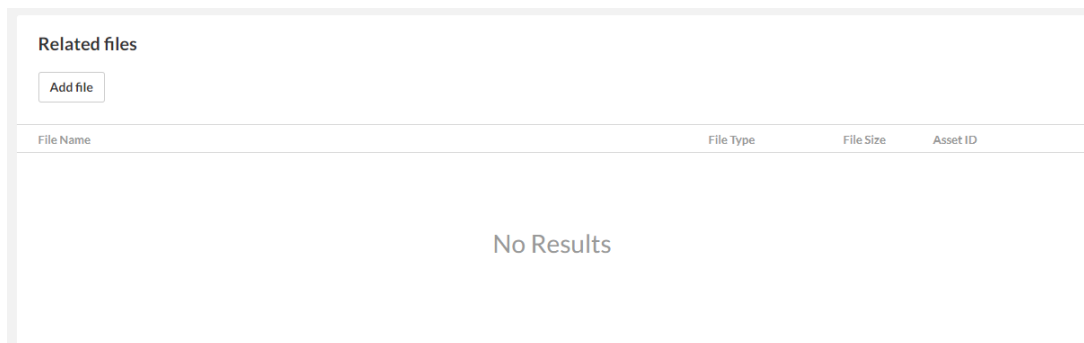 Related files
Add file
File Name File Type File Size Asset ID
No Results